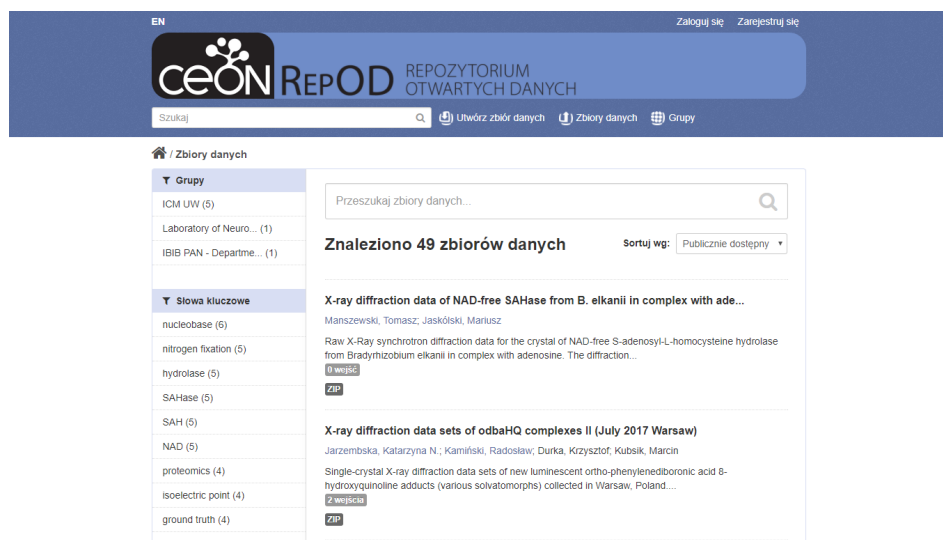 EN
Zaloguj się Zarejestruj się
CeON RepOD REPOZYTORIUM
OTWARTYCH DANYCH
Szukaj
Utwórz zbiór danych Zbiory danych Grupy
/ Zbiory danych
Grupy
ICM UW (5)
Laboratory of Neuro... (1)
IBIB PAN - Departme... (1)
Słowa kluczowe
nucleobase (6)
nitrogen fixation (5)
hydrolase (5)
SAHase (5)
SAH (5)
NAD (5)
proteomics (4)
isoelectric point (4)
ground truth (4)
Przeszukaj zbiory danych...
Znaleziono 49 zbiorów danych
Sortuj wg: Publicznie dostępny
X-ray diffraction data of NAD-free SAHase from B. elkanii in complex with ade...
Manszewski, Tomasz; Jaskólski, Mariusz
Raw X-Ray synchrotron diffraction data for the crystal of NAD-free S-adenosyl-L-homocysteine hydrolase
from Bradyrhizobium elkanii in complex with adenosine. The diffraction...
0 wejść
ZIP
X-ray diffraction data sets of odbaHQ complexes II (July 2017 Warsaw)
Jarzembska, Katarzyna N.; Kamiński, Radosław; Durka, Krzysztof; Kubsik, Marcin
Single-crystal X-ray diffraction data sets of new luminescent ortho-phenylenediboronic acid 8-
hydroxyquinoline adducts (various solvatomorphs) collected in Warsaw, Poland....
2 wejścia
ZIP